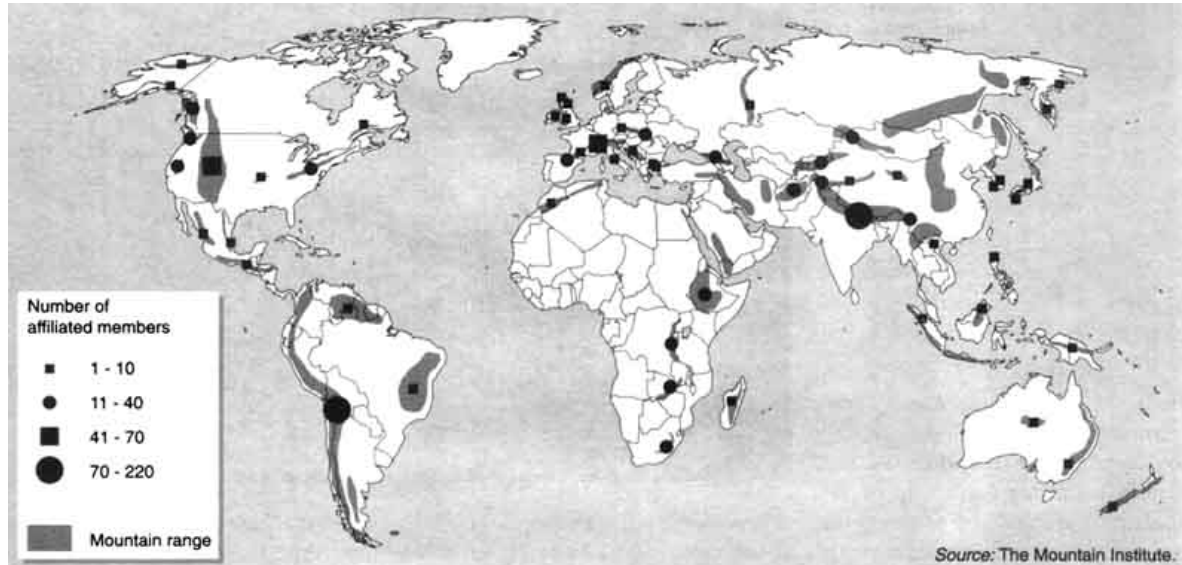 Number of
affiliated members
1 - 10
11 - 40
41 - 70
70 - 220
Mountain range
Source: The Mountain Institute.